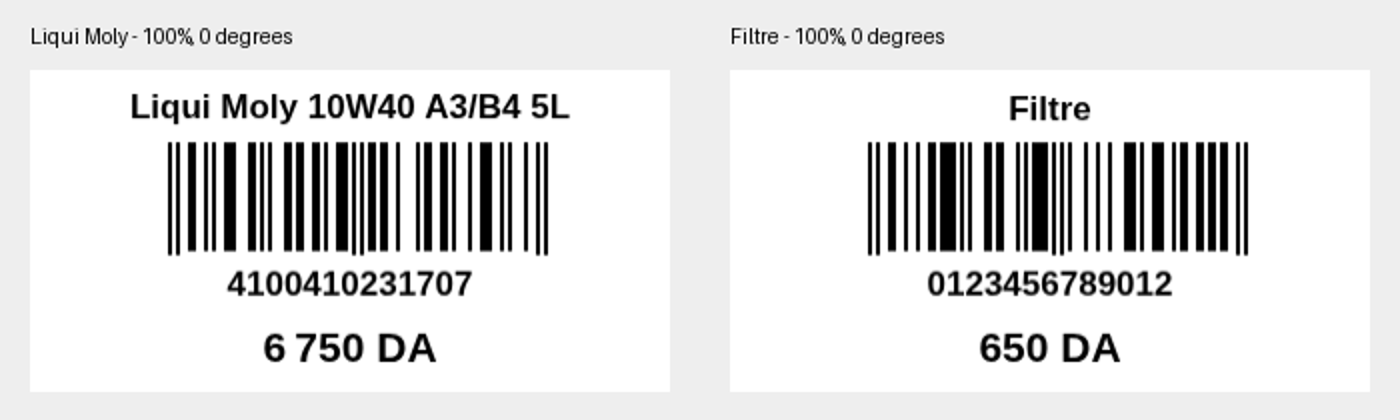 Liqui Moly - 100%, 0 degrees
Liqui Moly 10W40 A3/B4 5L
4100410231707
6 750 DA
Filtre - 100%, 0 degrees
Filtre
0123456789012
650 DA